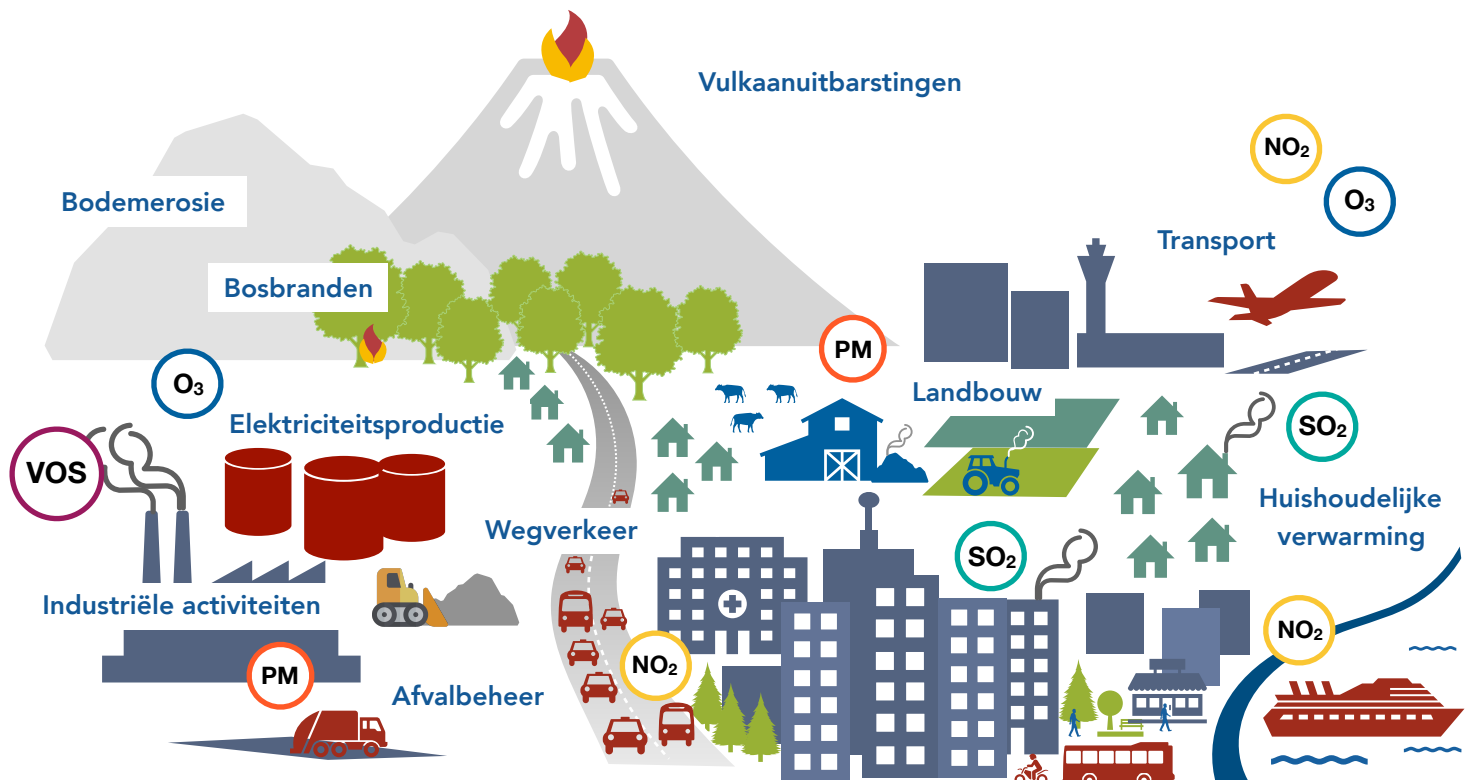 Vulkaanuitbarstingen
NO₂
Bodemerosie
O₃
Transport
Bosbranden
PM
O₃
Landbouw
Elektriciteitsproductie
SO₂
VOS
Huishoudelijke
verwarming
Wegverkeer
SO₂
Industriële activiteiten
NO₂
NO₂
PM
Afvalbeheer